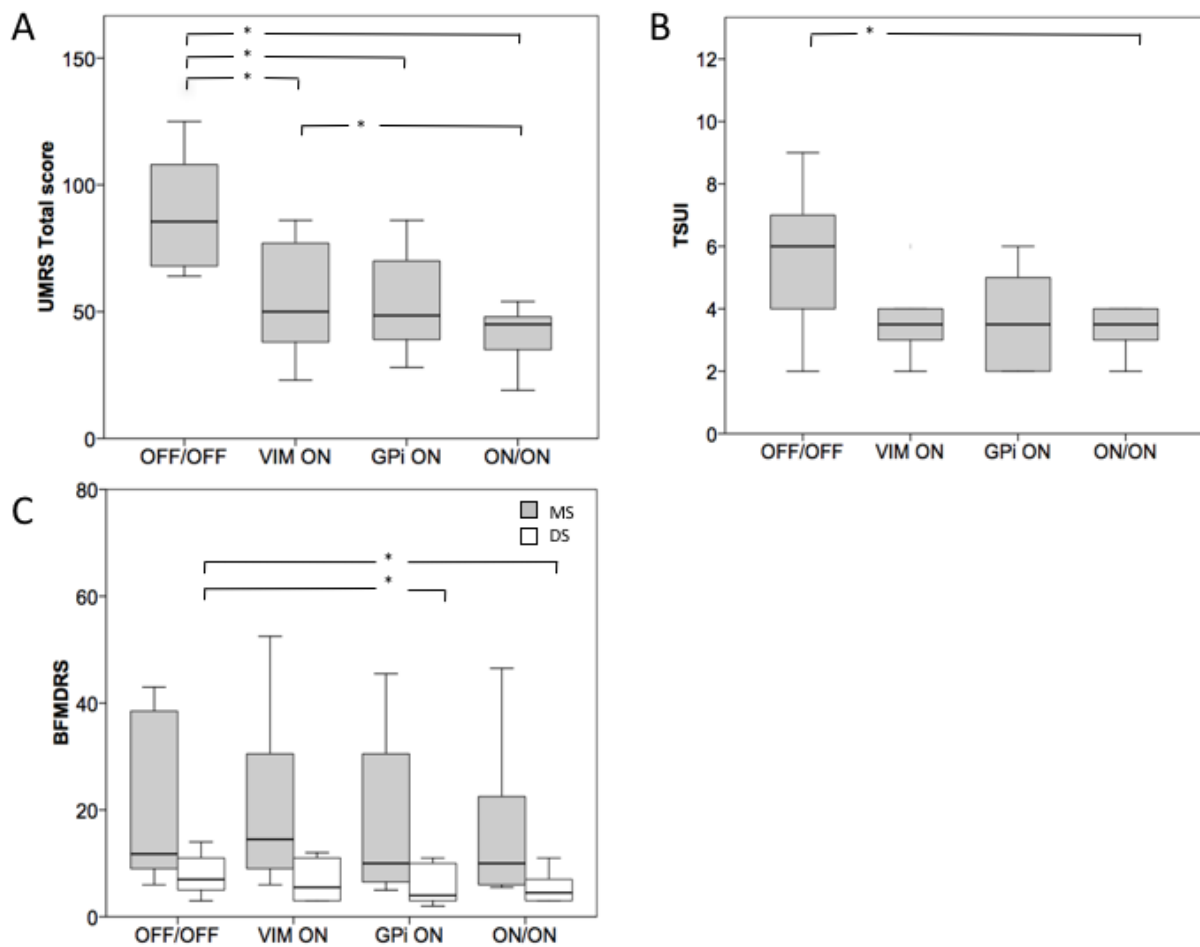 A
UMRS Total score
150
100
50
0
*
*
*
*
OFF/OFF VIM ON GPi ON ON/ON
B
TSUI
12
10
8
6
4
2
0
*
OFF/OFF VIM ON GPi ON ON/ON
C
BFMDRS
80
60
40
20
0
MS
DS
*
*
OFF/OFF VIM ON GPi ON ON/ON